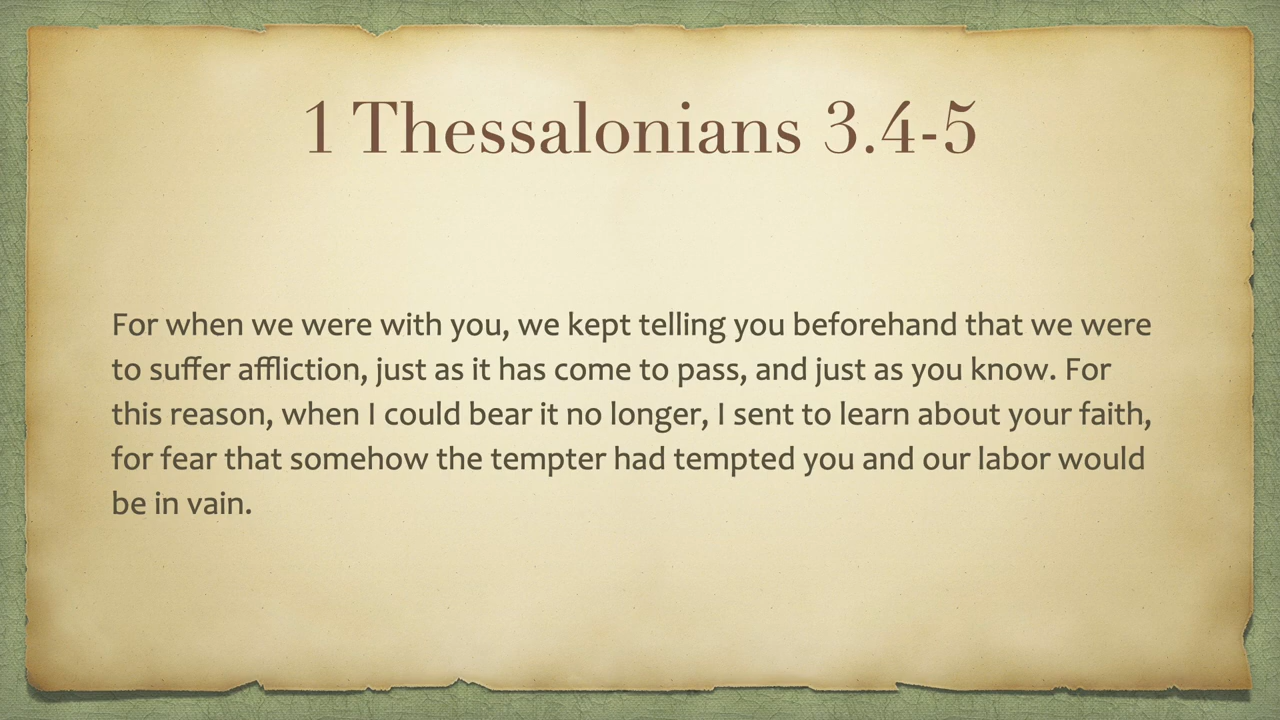 1 Thessalonians 3.4-5
For when we were with you, we kept telling you beforehand that we were
to suffer affliction, just as it has come to pass, and just as you know. For
this reason, when I could bear it no longer, I sent to learn about your faith,
for fear that somehow the tempter had tempted you and our labor would
be in vain.